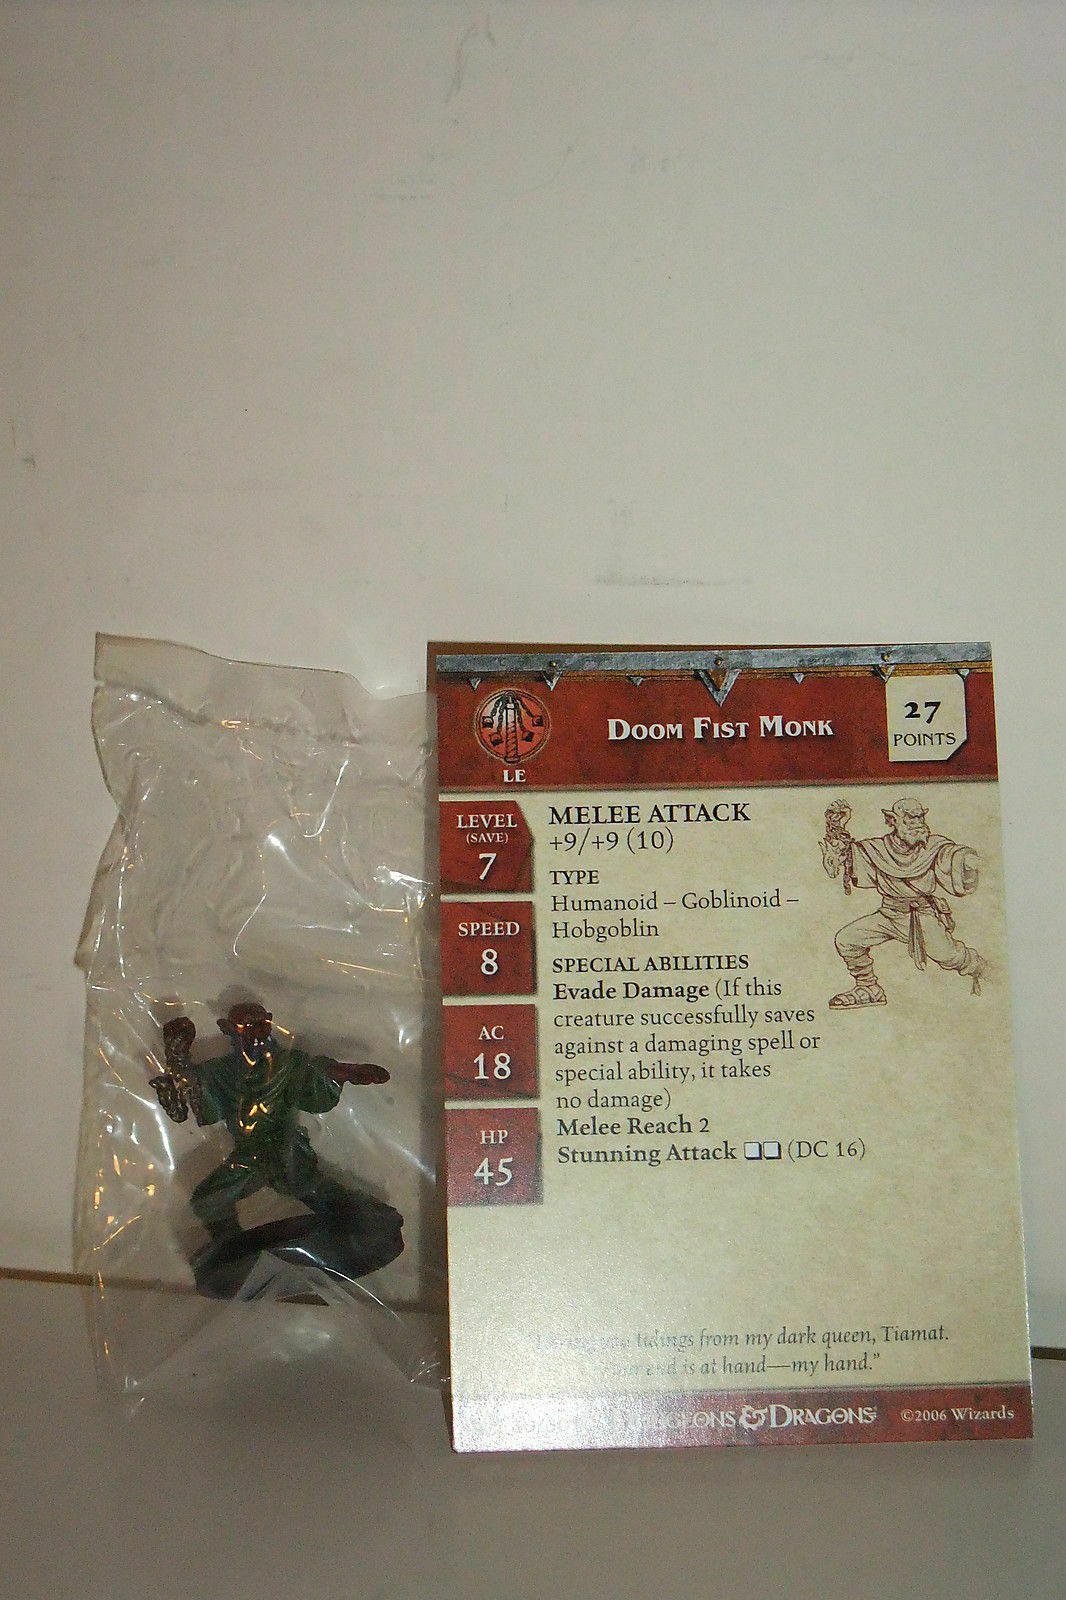 DOOM FIST MONK
27
POINTS
LE
LEVEL
(SAVE)
7
SPEED
8
AC
18
HP
45
MELEE ATTACK
+9/+9 (10)
TYPE
Humanoid – Goblinoid –
Hobgoblin
SPECIAL ABILITIES
Evade Damage (If this
creature successfully saves
against a damaging spell or
special ability, it takes
no damage)
Melee Reach 2
Stunning Attack ❏❏ (DC 16)
tidings from my dark queen, Tiamat.
end is at hand—my hand.”
DUNGEONS & DRAGONS
©2006 Wizards